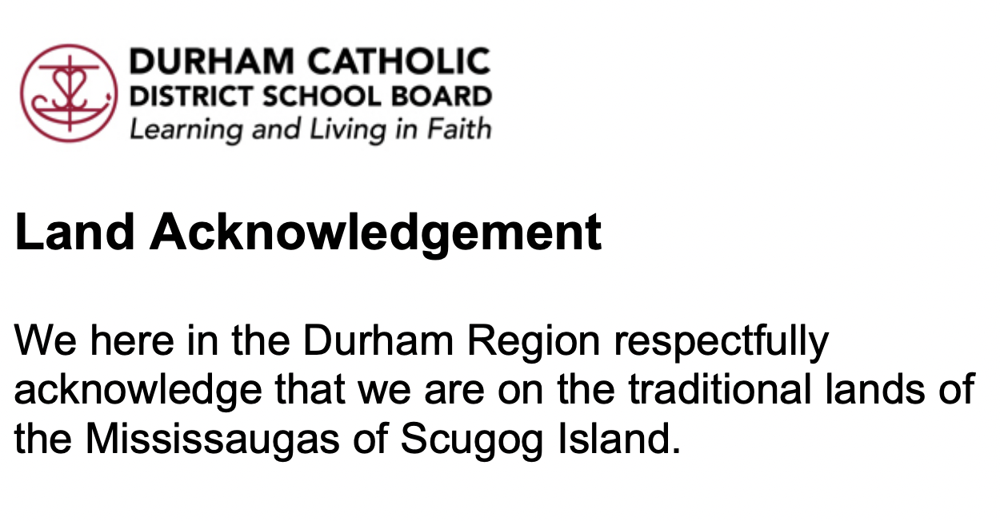 DURHAM CATHOLIC
DISTRICT SCHOOL BOARD
Learning and Living in Faith
Land Acknowledgement
We here in the Durham Region respectfully
acknowledge that we are on the traditional lands of
the Mississaugas of Scugog Island.